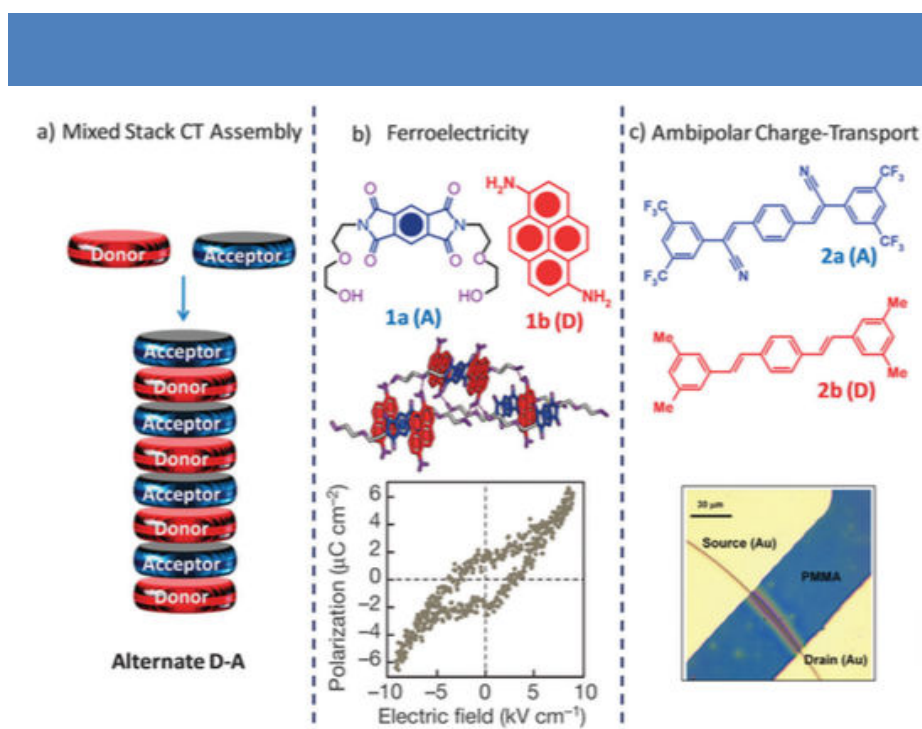 a) Mixed Stack CT Assembly
Donor
Acceptor
Acceptor
Donor
Acceptor
Donor
Acceptor
Donor
Acceptor
Donor
Alternate D-A
b) Ferroelectricity
O
O
H₂N
N
N
O
O
O
O
OH
HO
NH₂
1a (A)
1b (D)
Polarization (μC cm⁻²)
6
4
2
0
−2
−4
−6
−10
−5
0
5
10
Electric field (kV cm⁻¹)
c) Ambipolar Charge-Transport
N
CF₃
F₃C
CF₃
F₃C
N
2a (A)
Me
Me
Me
Me
2b (D)
20 μm
Source (Au)
PMMA
Drain (Au)